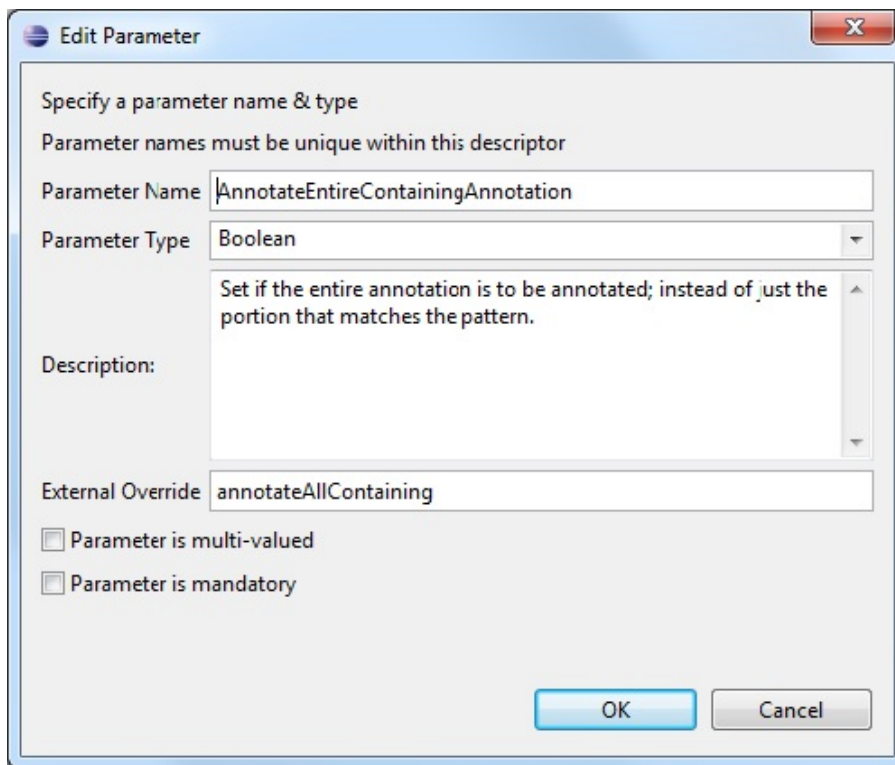 Edit Parameter
Specify a parameter name & type
Parameter names must be unique within this descriptor
Parameter Name AnnotateEntireContainingAnnotation
Parameter Type Boolean
Set if the entire annotation is to be annotated; instead of just the
portion that matches the pattern.
Description:
External Override annotateAllContaining
Parameter is multi-valued
Parameter is mandatory
OK Cancel